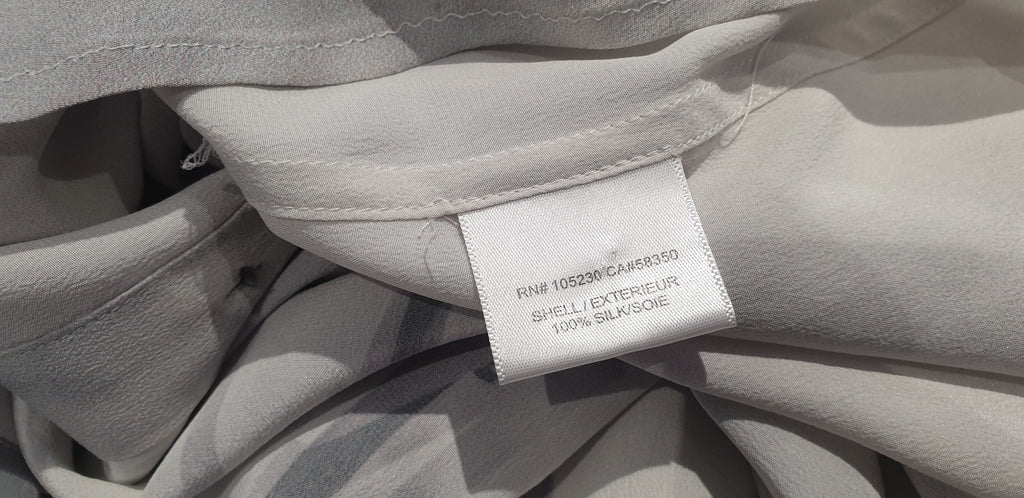 RN# 105230 CA#58350
SHELL / EXTERIEUR
100% SILK/SOIE